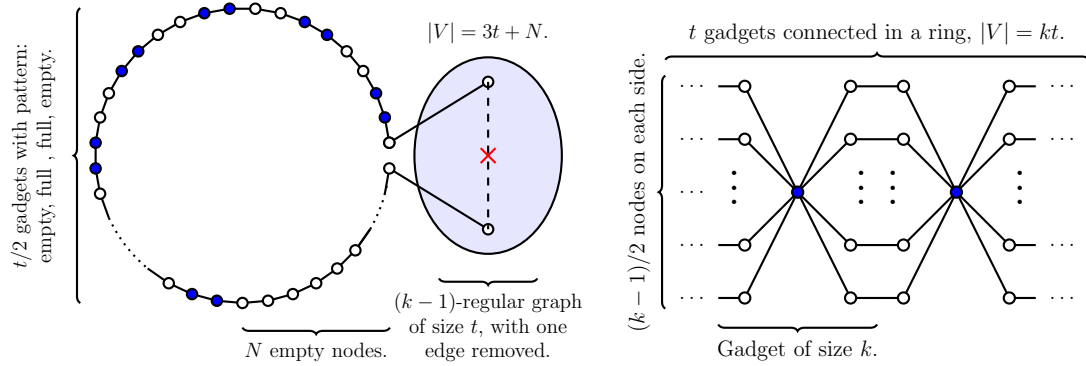 t/2 gadgets with pattern:
empty, full , full, empty.
|V| = 3t + N.
N empty nodes.
(k − 1)-regular graph
of size t, with one
edge removed.
t gadgets connected in a ring, |V| = kt.
(k − 1)/2 nodes on each side.
Gadget of size k.